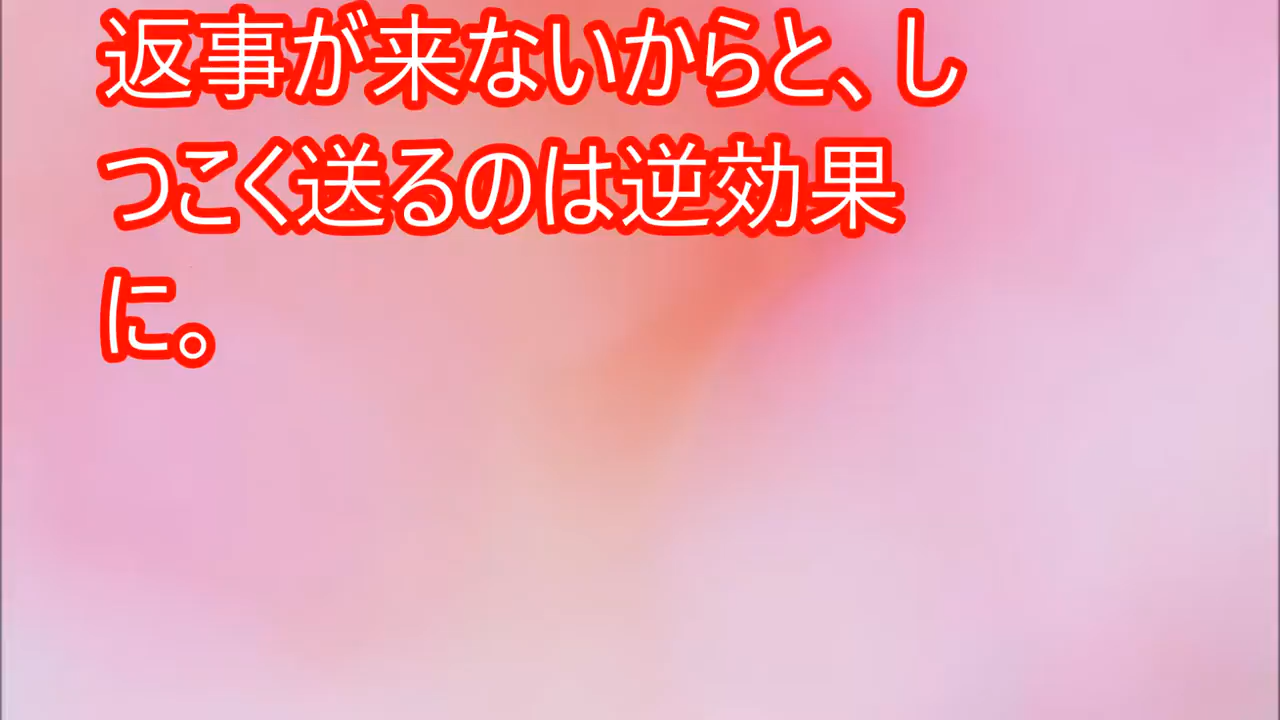 返事が来ないからと、し
つこく送るのは逆効果
に。